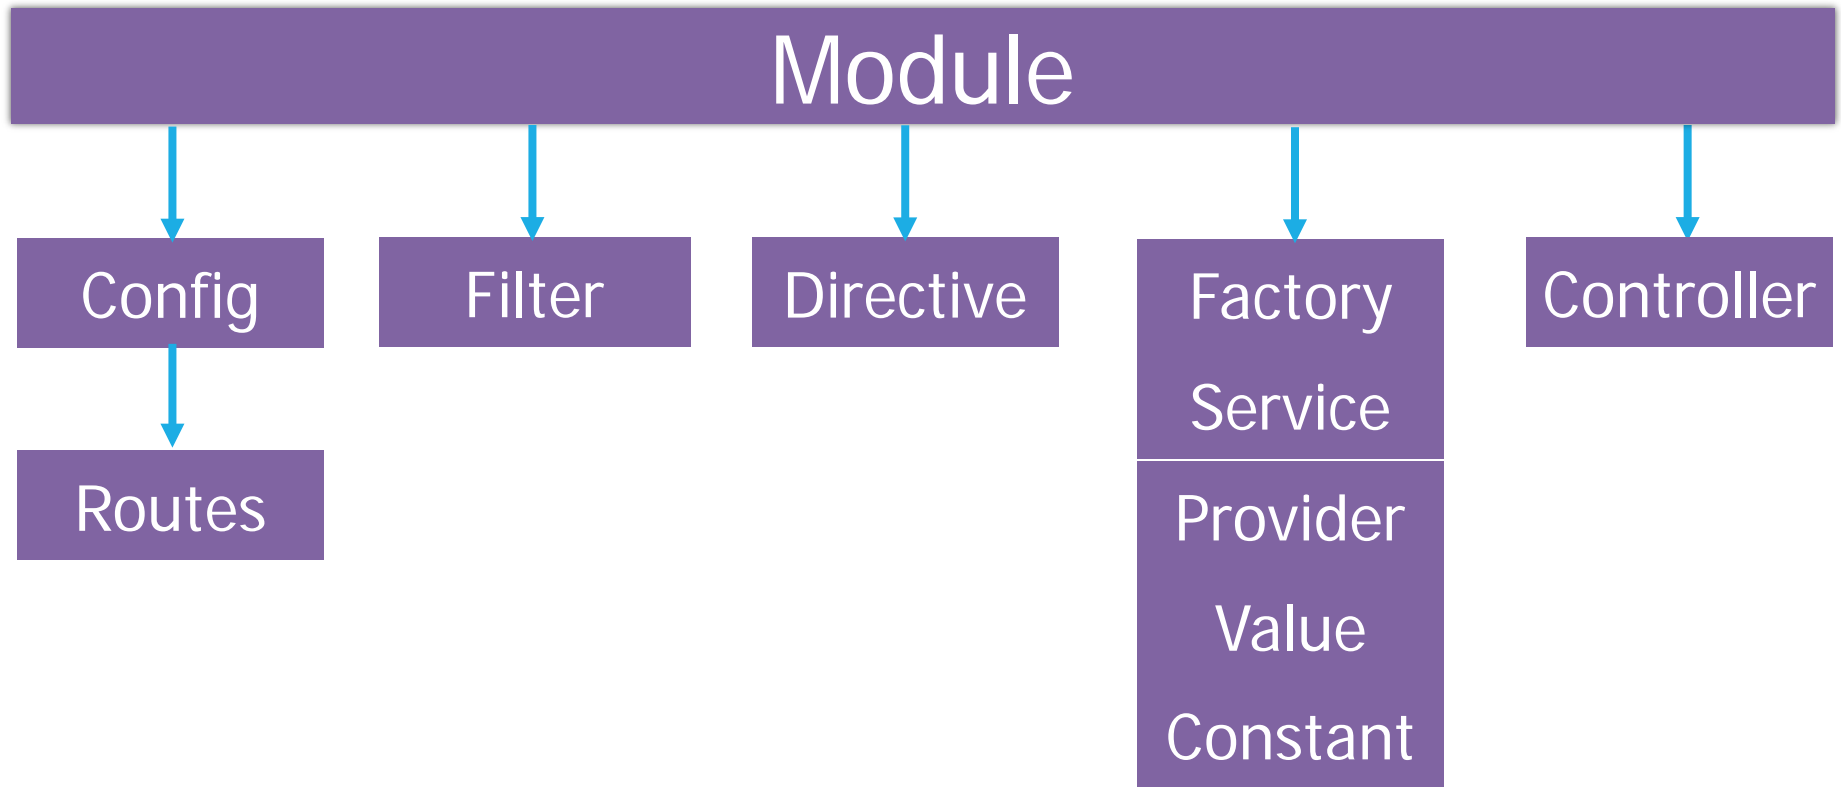 Module
Config
Filter
Directive
Factory
Controller
Service
Routes
Provider
Value
Constant